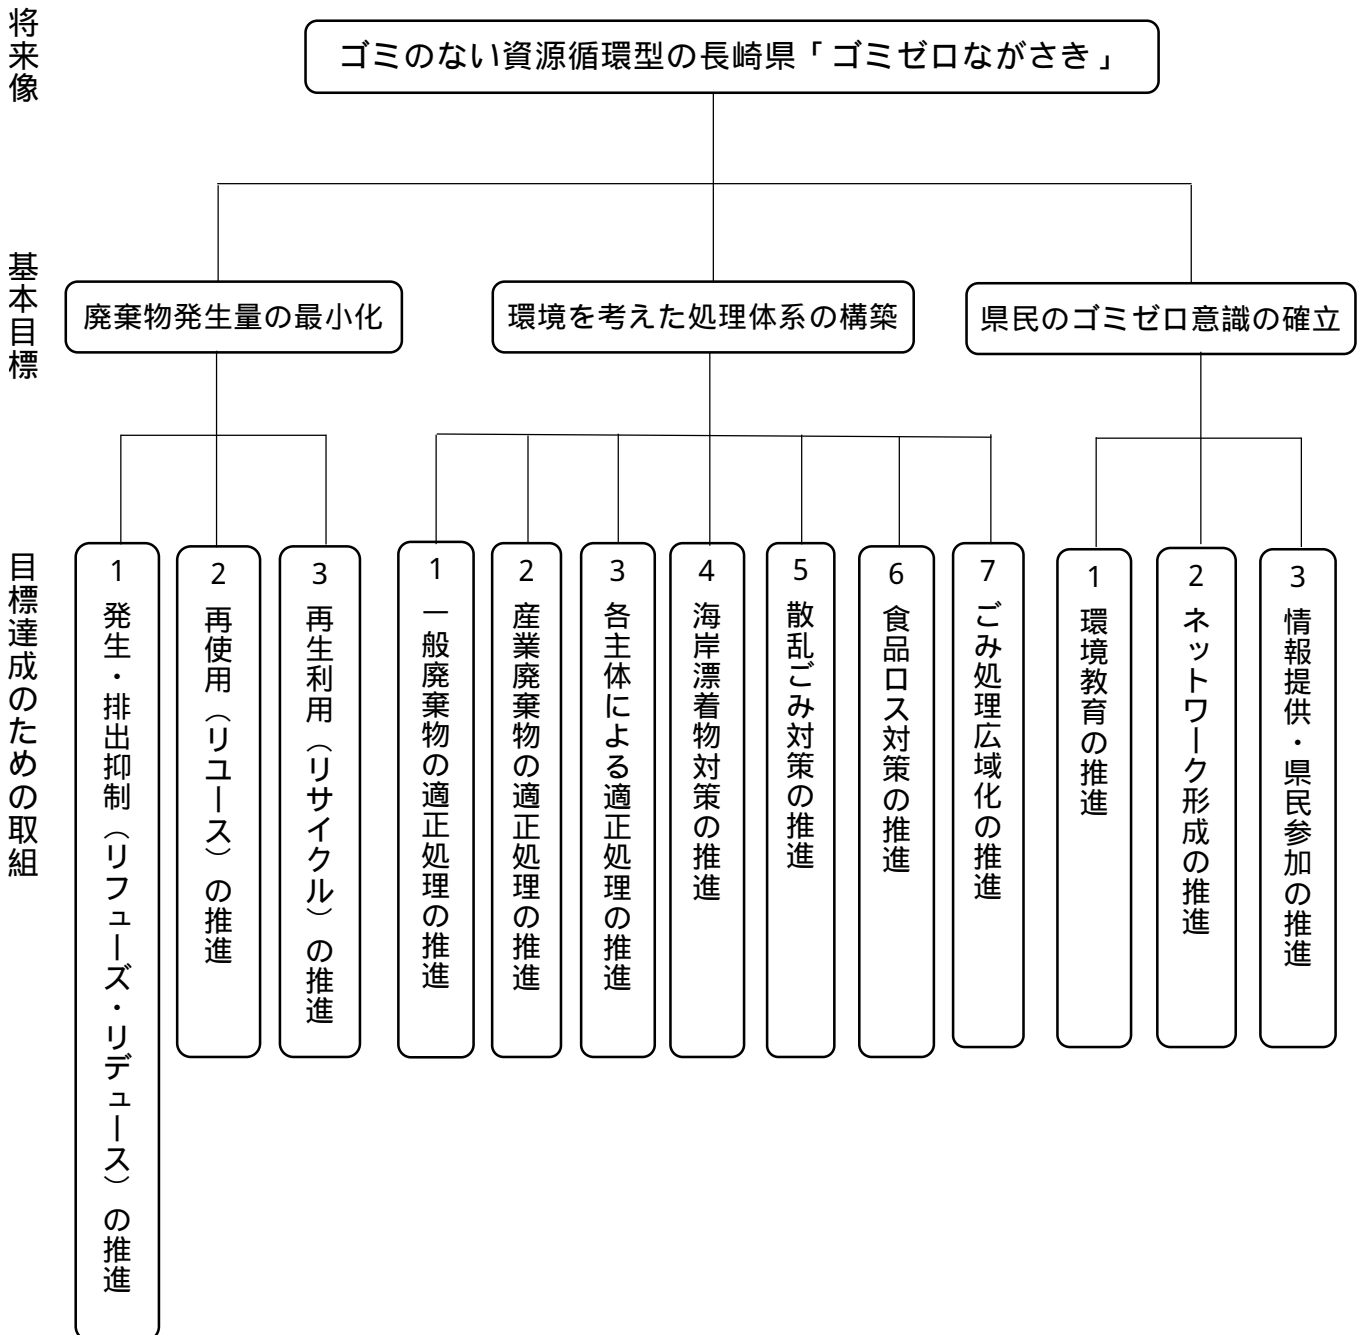 将来像
ゴミのない資源循環型の長崎県「ゴミゼロながさき」
基本目標
廃棄物発生量の最小化
環境を考えた処理体系の構築
県民のゴミゼロ意識の確立
目標達成のための取組
1 発生・排出抑制（リフューズ・リデュース）の推進
2 再使用（リユース）の推進
3 再生利用（リサイクル）の推進
1 一般廃棄物の適正処理の推進
2 産業廃棄物の適正処理の推進
3 各主体による適正処理の推進
4 海岸漂着物対策の推進
5 散乱ごみ対策の推進
6 食品ロス対策の推進
7 ごみ処理広域化の推進
1 環境教育の推進
2 ネットワーク形成の推進
3 情報提供・県民参加の推進